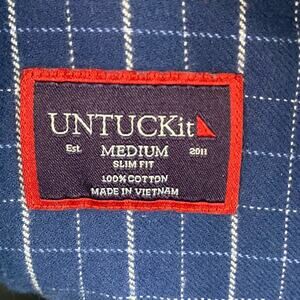 UNTUCKit
Est. MEDIUM 2011
SLIM FIT
100% COTTON
MADE IN VIETNAM